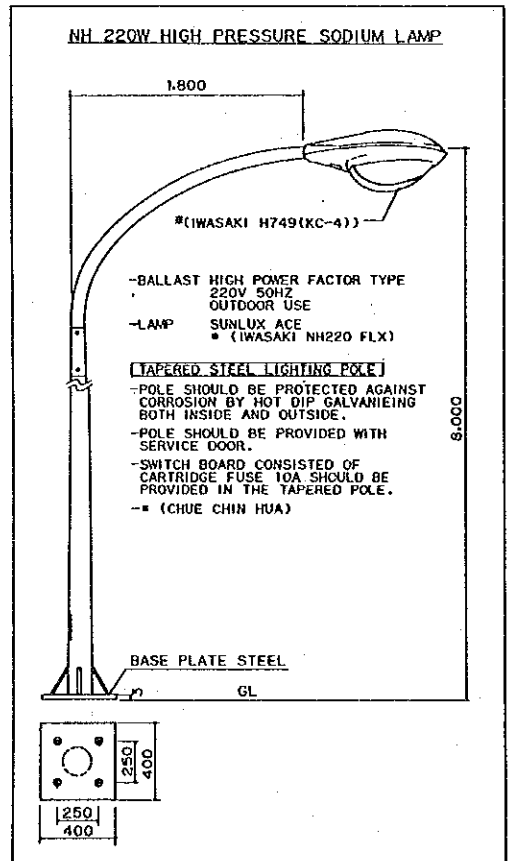 NH 220W HIGH PRESSURE SODIUM LAMP
1.800
*(IWASAKI H749(KC-4))
-BALLAST HIGH POWER FACTOR TYPE
220V 50HZ
OUTDOOR USE
-LAMP SUNLUX ACE
* (IWASAKI NH220 FLX)
TAPERED STEEL LIGHTING POLE
-POLE SHOULD BE PROTECTED AGAINST
CORROSION BY HOT DIP GALVANIEING
BOTH INSIDE AND OUTSIDE.
-POLE SHOULD BE PROVIDED WITH
SERVICE DOOR.
-SWITCH BOARD CONSISTED OF
CARTRIDGE FUSE 10A SHOULD BE
PROVIDED IN THE TAPERED POLE.
-* (CHUE CHIN HUA)
8.000
BASE PLATE STEEL
GL
250
400
250
400